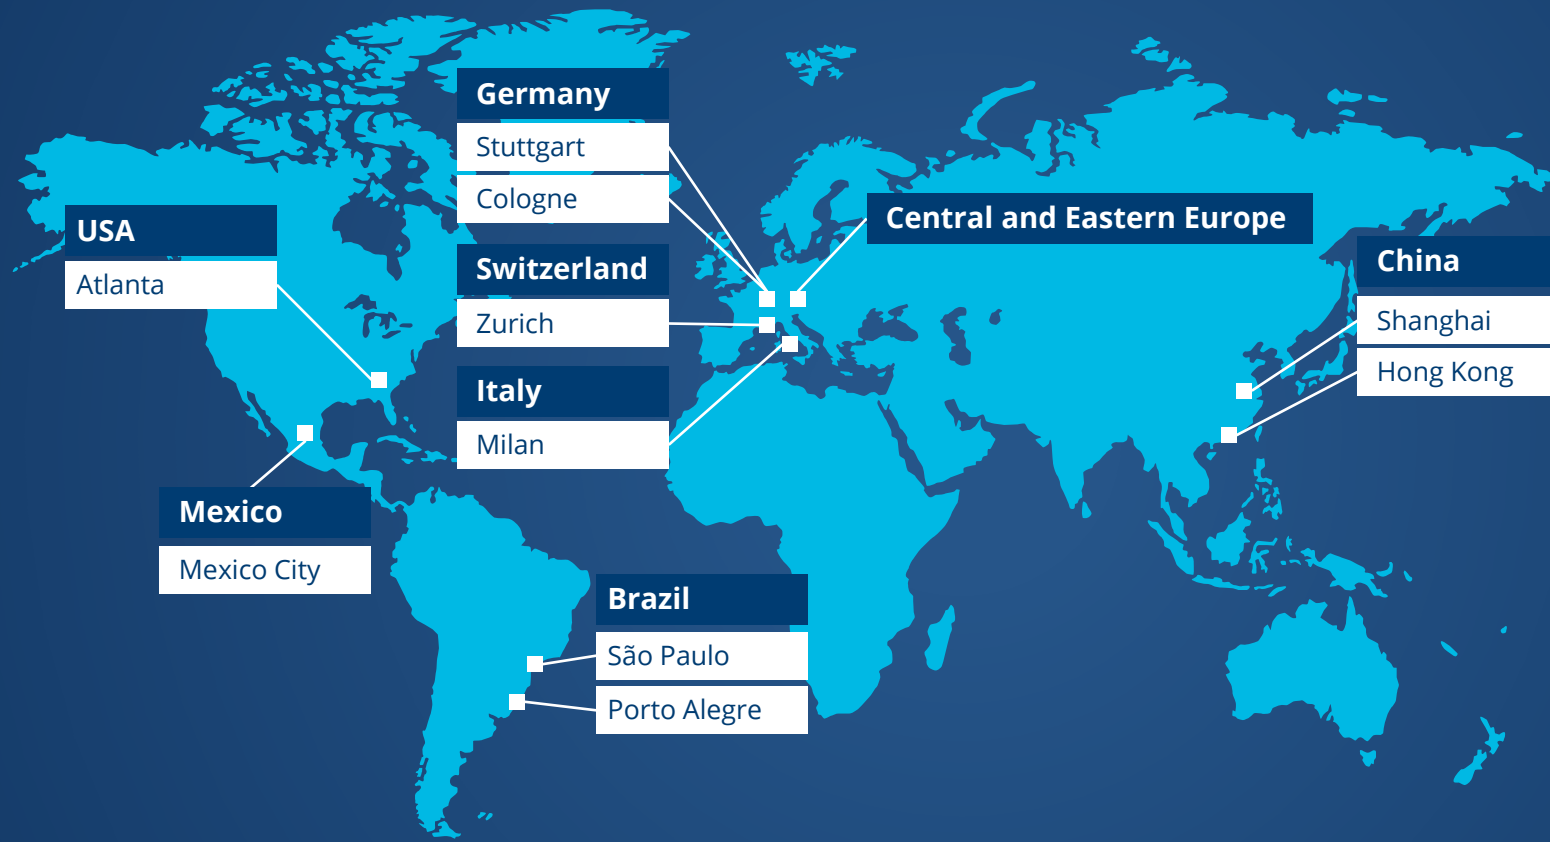 Germany
Stuttgart
Cologne
Central and Eastern Europe
USA
Atlanta
Switzerland
Zurich
China
Shanghai
Hong Kong
Italy
Milan
Mexico
Mexico City
Brazil
São Paulo
Porto Alegre